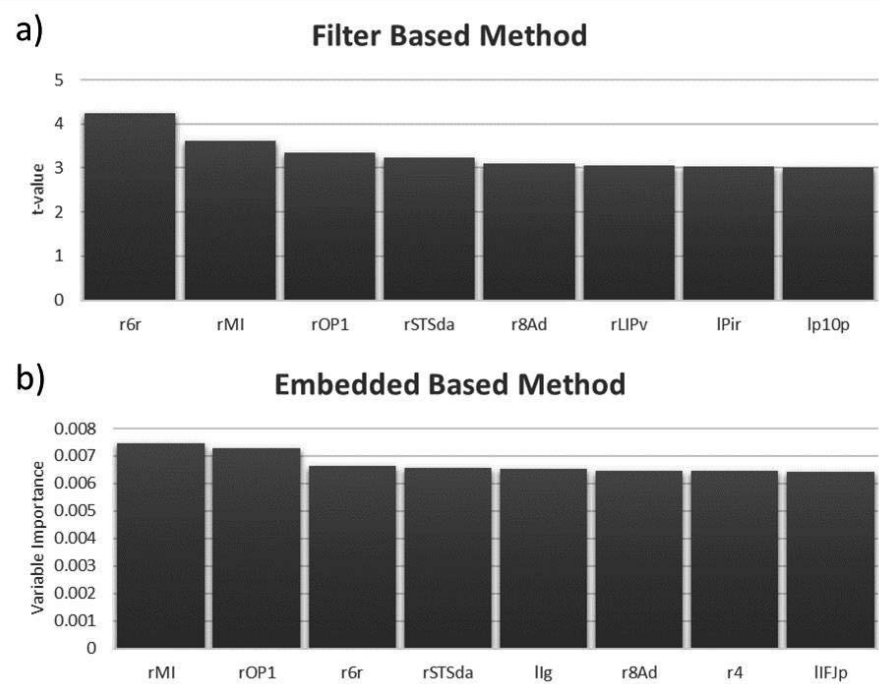 a)
Filter Based Method
t-value
5
4
3
2
1
0
r6r rMI rOP1 rSTSda r8Ad rLIPv lPir lp10p
b)
Embedded Based Method
Variable Importance
0.008
0.007
0.006
0.005
0.004
0.003
0.002
0.001
0
rMI rOP1 r6r rSTSda lIg r8Ad r4 lIFJp